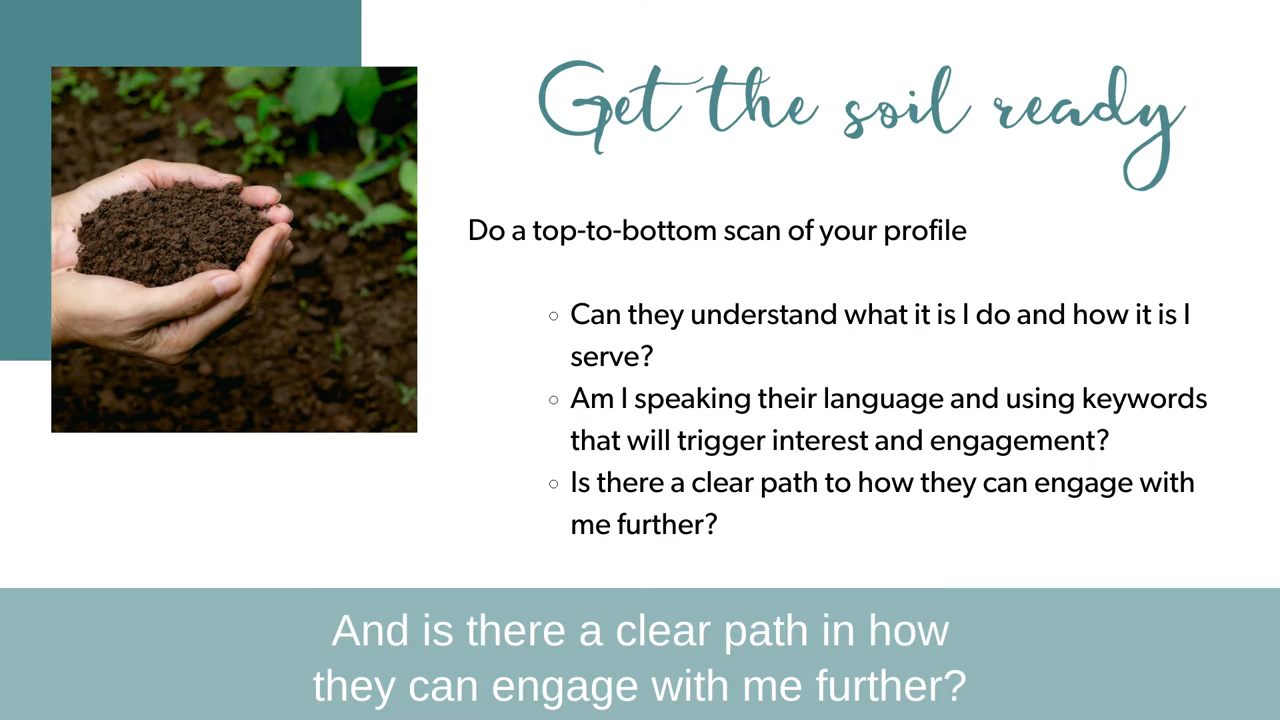 Get the soil ready
Do a top-to-bottom scan of your profile
Can they understand what it is I do and how it is I
serve?
Am I speaking their language and using keywords
that will trigger interest and engagement?
Is there a clear path to how they can engage with
me further?
And is there a clear path in how
they can engage with me further?